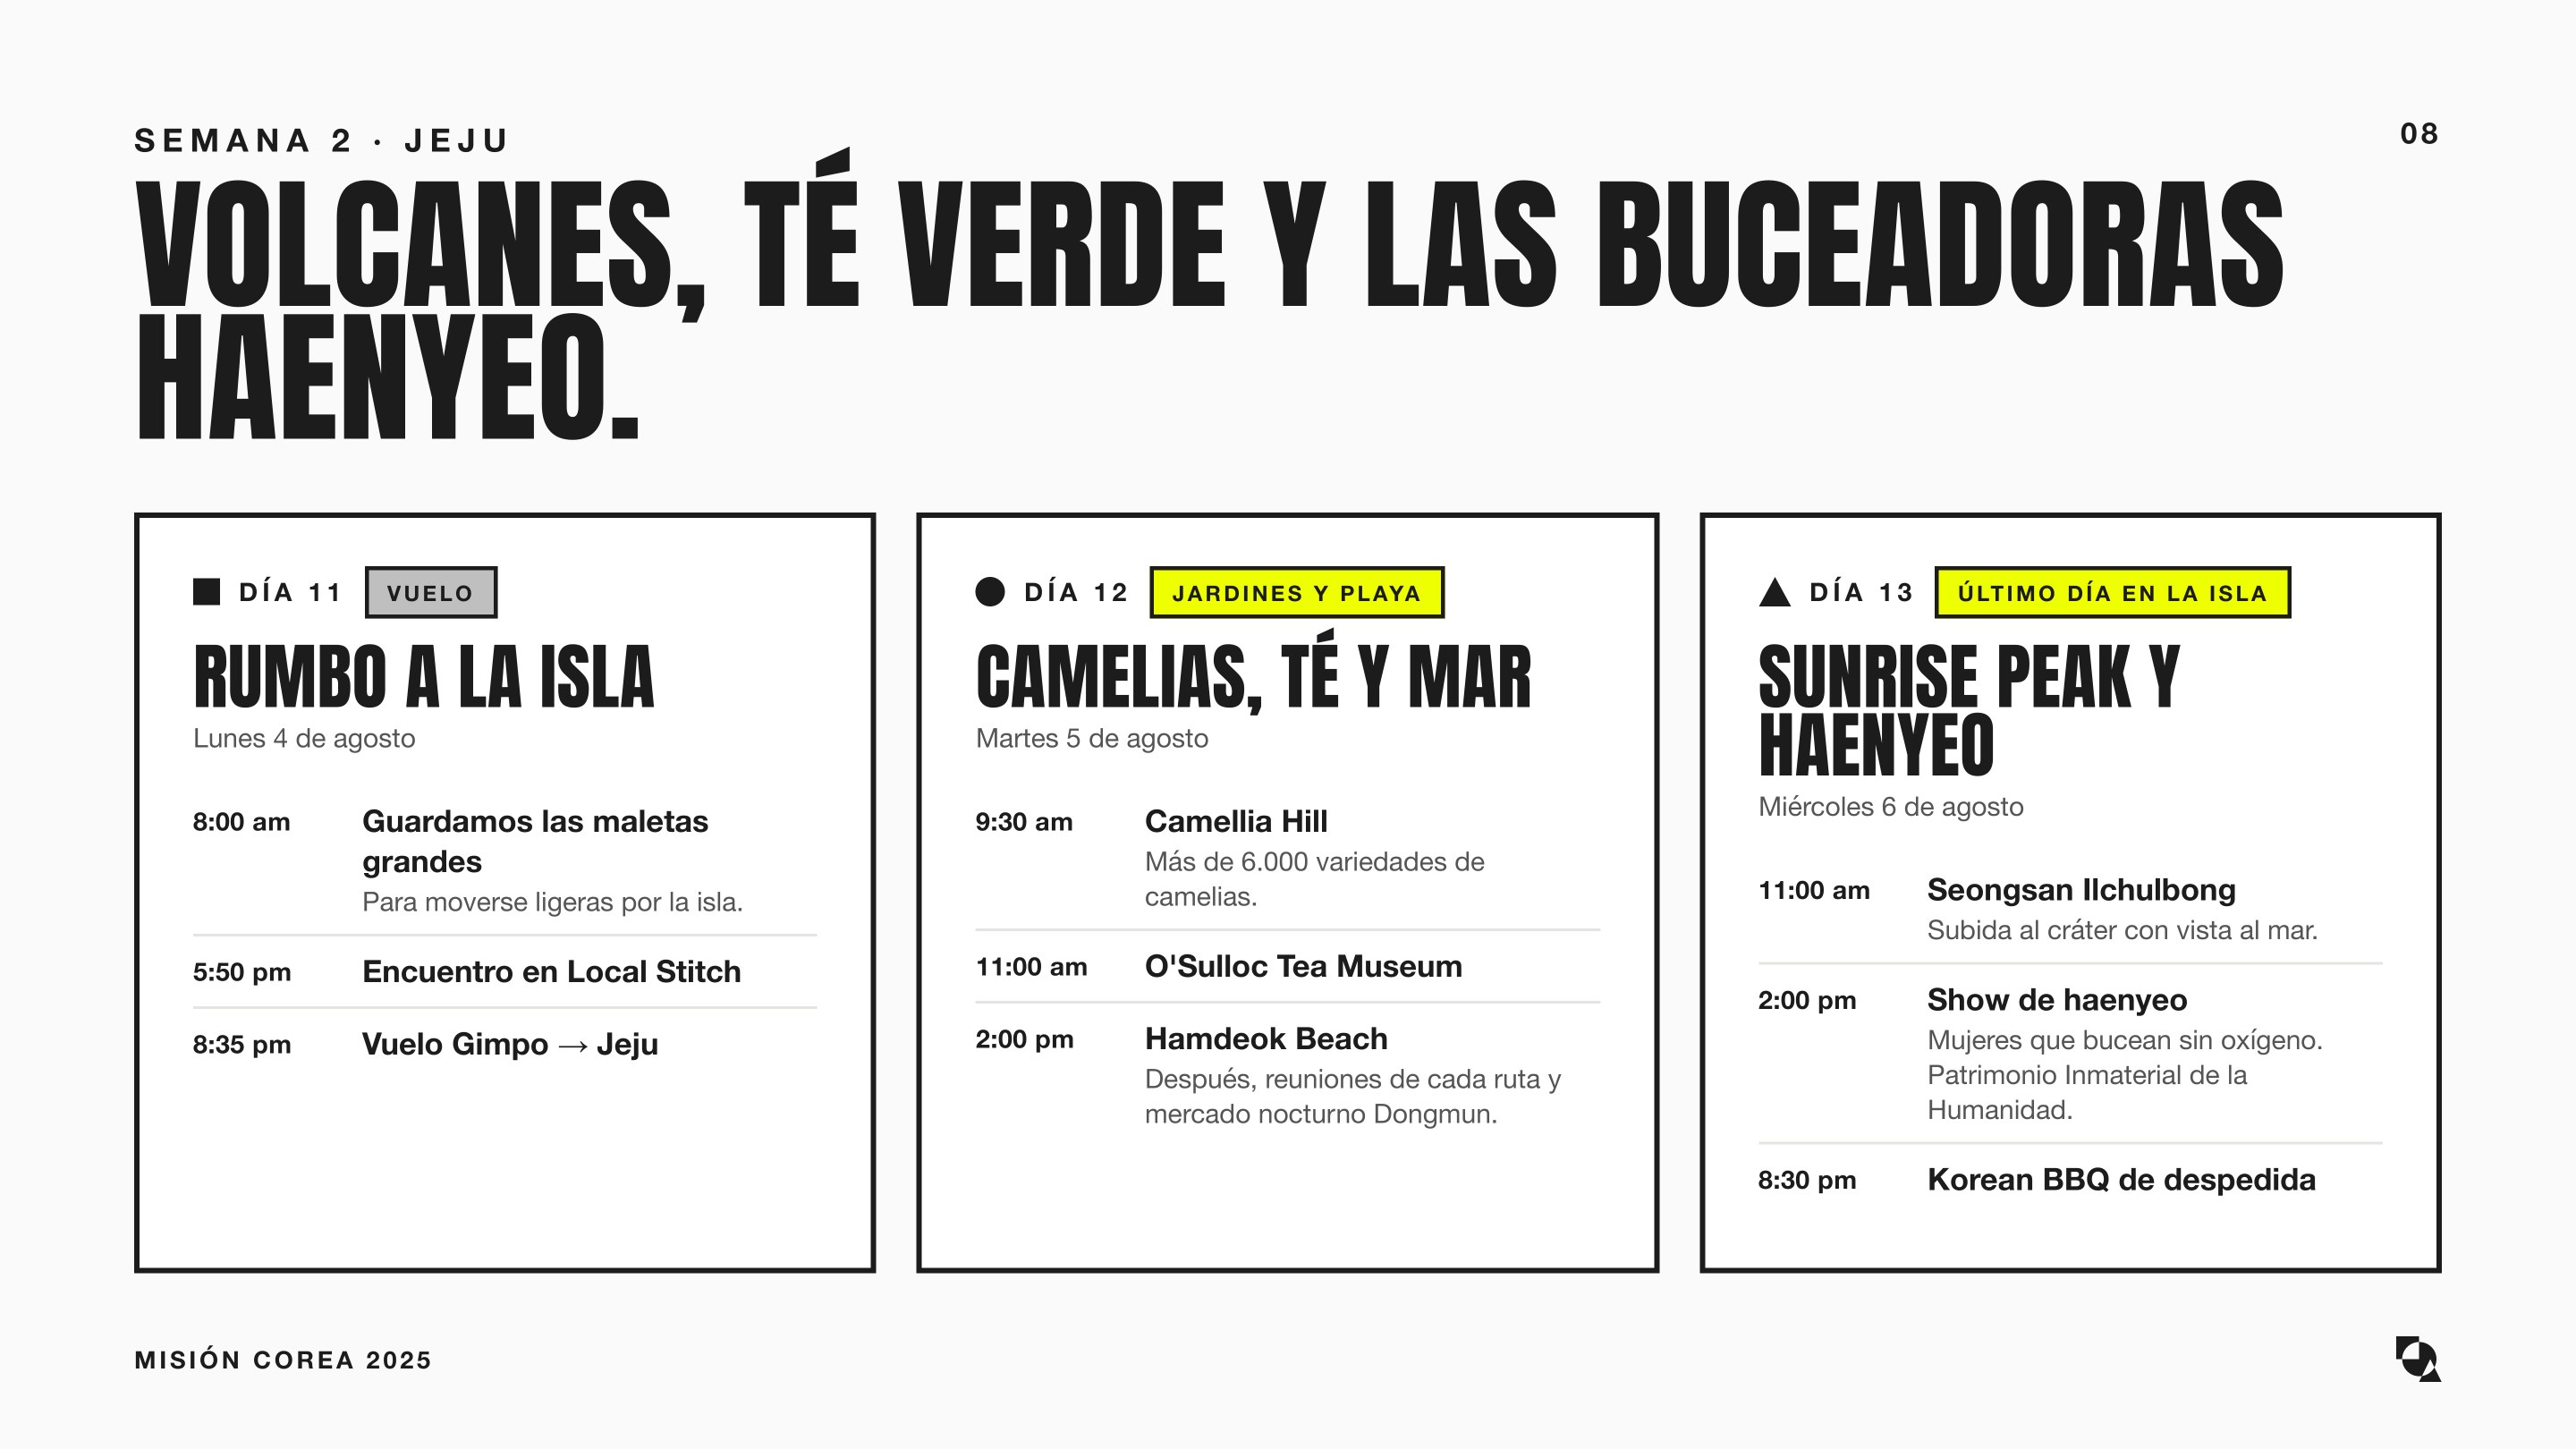 SEMANA 2 · JEJU
08
VOLCANES, TÉ VERDE Y LAS BUCEADORAS
HAENYEO.
DÍA 11
VUELO
RUMBO A LA ISLA
Lunes 4 de agosto
8:00 am
Guardamos las maletas
grandes
Para moverse ligeras por la isla.
5:50 pm
Encuentro en Local Stitch
8:35 pm
Vuelo Gimpo → Jeju
DÍA 12
JARDINES Y PLAYA
CAMELIAS, TÉ Y MAR
Martes 5 de agosto
9:30 am
Camellia Hill
Más de 6.000 variedades de
camelias.
11:00 am
O'Sulloc Tea Museum
2:00 pm
Hamdeok Beach
Después, reuniones de cada ruta y
mercado nocturno Dongmun.
DÍA 13
ÚLTIMO DÍA EN LA ISLA
SUNRISE PEAK Y
HAENYEO
Miércoles 6 de agosto
11:00 am
Seongsan Ilchulbong
Subida al cráter con vista al mar.
2:00 pm
Show de haenyeo
Mujeres que bucean sin oxígeno.
Patrimonio Inmaterial de la
Humanidad.
8:30 pm
Korean BBQ de despedida
MISIÓN COREA 2025